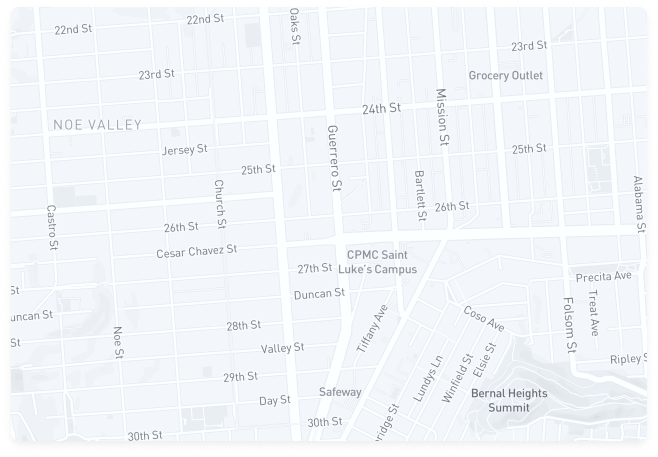 22nd St
22nd St
Oaks St
23rd St
23rd St
Grocery Outlet
24th St
Mission St
NOE VALLEY
Guerrero St
Jersey St
25th St
25th St
Church St
Bartlett St
Alabama St
Castro St
26th St
26th St
Cesar Chavez St
CPMC Saint
Luke's Campus
27th St
Precita Ave
St
Duncan St
uncan St
Tiffany Ave
Coso Ave
Folsom St
Treat Ave
28th St
Noe St
St
Valley St
Elsie St
Ripley S
Lundys Ln
Winfield St
29th St
Safeway
Bernal Heights
Summit
Day St
ridge St
30th St
30th St